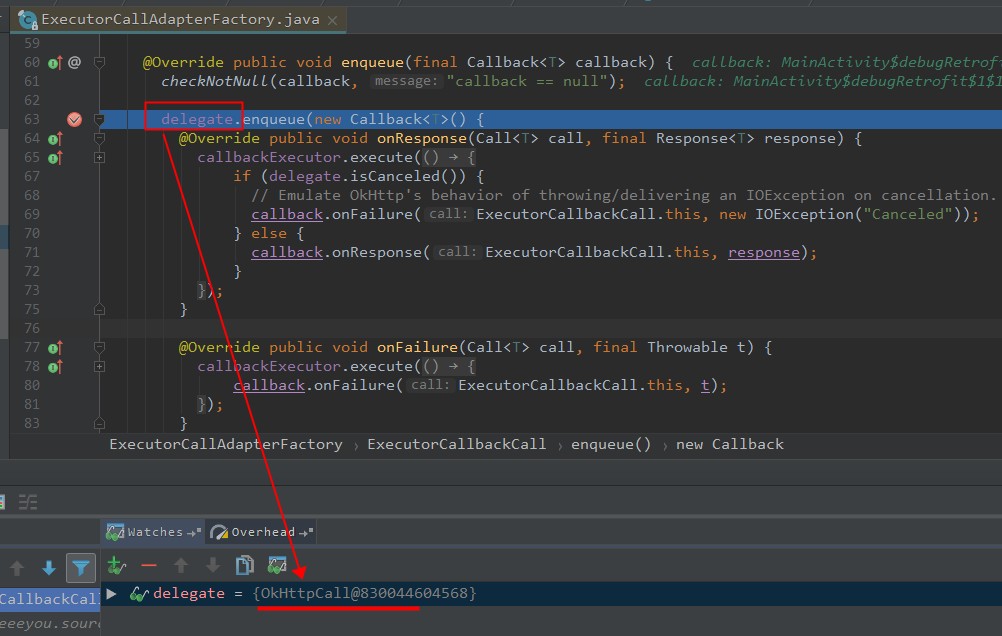 ExecutorCallAdapterFactory.java
59
60 @ @Override public void enqueue(final Callback<T> callback) { callback: MainActivity$debugRetrofi
61 checkNotNull(callback, message: "callback == null"); callback: MainActivity$debugRetrofit$1$1
62
63 delegate.enqueue(new Callback<T>() {
64 @Override public void onResponse(Call<T> call, final Response<T> response) {
65 callbackExecutor.execute(() → {
67 if (delegate.isCanceled()) {
68 // Emulate OkHttp's behavior of throwing/delivering an IOException on cancellation.
69 callback.onFailure( call: ExecutorCallbackCall.this, new IOException("Canceled"));
70 } else {
71 callback.onResponse( call: ExecutorCallbackCall.this, response);
72 }
73 });
75 }
76
77 @Override public void onFailure(Call<T> call, final Throwable t) {
78 callbackExecutor.execute(() → {
80 callback.onFailure( call: ExecutorCallbackCall.this, t);
81 });
83 }
ExecutorCallAdapterFactory › ExecutorCallbackCall › enqueue() › new Callback
Watches Overhead
delegate = {OkHttpCall@830044604568}
CallbackCal
eeeyou.sour